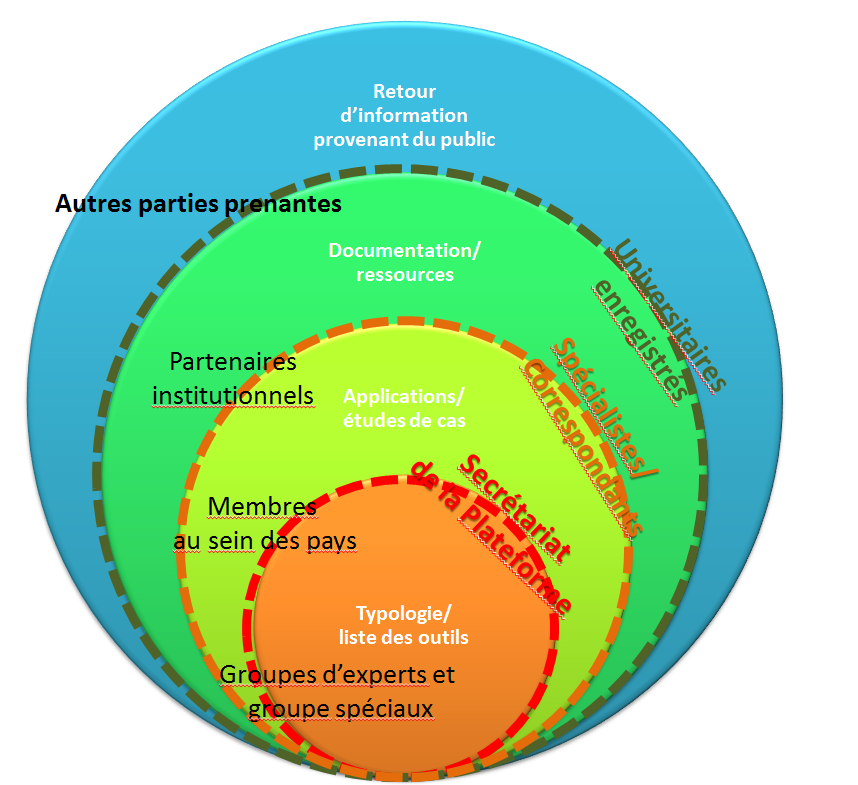 Retour
d’information
provenant du public
Autres parties prenantes
Documentation/
ressources
Universitaires
enregistrés
Partenaires
institutionnels
Applications/
études de cas
Spécialistes/
correspondants
Membres
au sein des pays
Secrétariat
de la Plateforme
Typologie/
liste des outils
Groupes d’experts et
groupe spéciaux